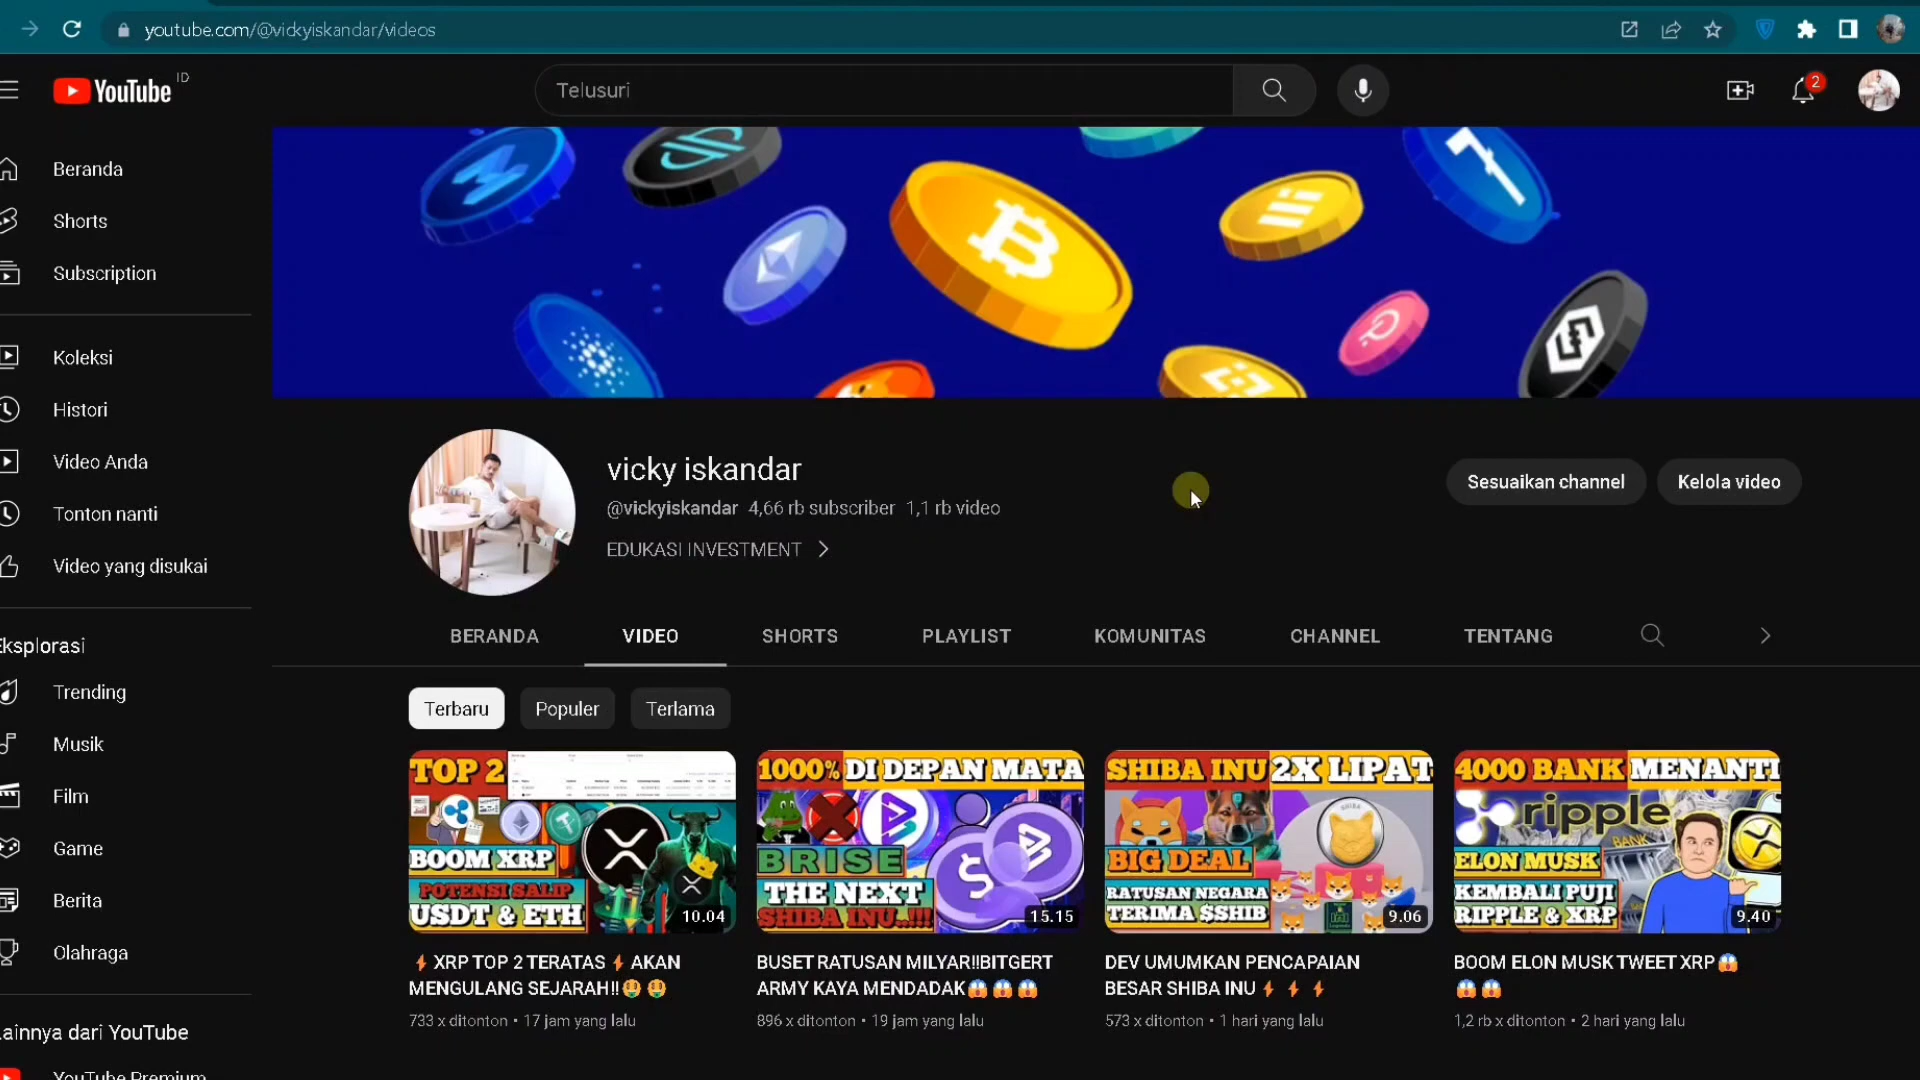 youtube.com/@vickyiskandar/videos
YouTube ID
Telusuri
2
Beranda
Shorts
Subscription
Koleksi
Histori
Video Anda
Tonton nanti
Video yang disukai
Eksplorasi
Trending
Musik
Film
Game
Berita
Olahraga
Lainnya dari YouTube
YouTube Premium
vicky iskandar
@vickyiskandar 4,66 rb subscriber 1,1 rb video
EDUKASI INVESTMENT
Sesuaikan channel
Kelola video
BERANDA VIDEO SHORTS PLAYLIST KOMUNITAS CHANNEL TENTANG
Terbaru Populer Terlama
TOP 2
BOOM XRP
POTENSI SALIP
USDT & ETH
10.04
⚡XRP TOP 2 TERATAS⚡AKAN
MENGULANG SEJARAH!!🤑🤑
733 x ditonton • 17 jam yang lalu
1000% DI DEPAN MATA
BRISE
THE NEXT
SHIBA INU..!!!
15.15
BUSET RATUSAN MILYAR!!BITGERT
ARMY KAYA MENDADAK😱😱😱
896 x ditonton • 19 jam yang lalu
SHIBA INU 2X LIPAT
BIG DEAL
RATUSAN NEGARA
TERIMA $SHIB
9.06
DEV UMUMKAN PENCAPAIAN
BESAR SHIBA INU⚡⚡⚡
573 x ditonton • 1 hari yang lalu
4000 BANK MENANTI
ripple
BANK
ELON MUSK
KEMBALI PUJI
RIPPLE & XRP
9.40
BOOM ELON MUSK TWEET XRP😱
😱😱
1,2 rb x ditonton • 2 hari yang lalu